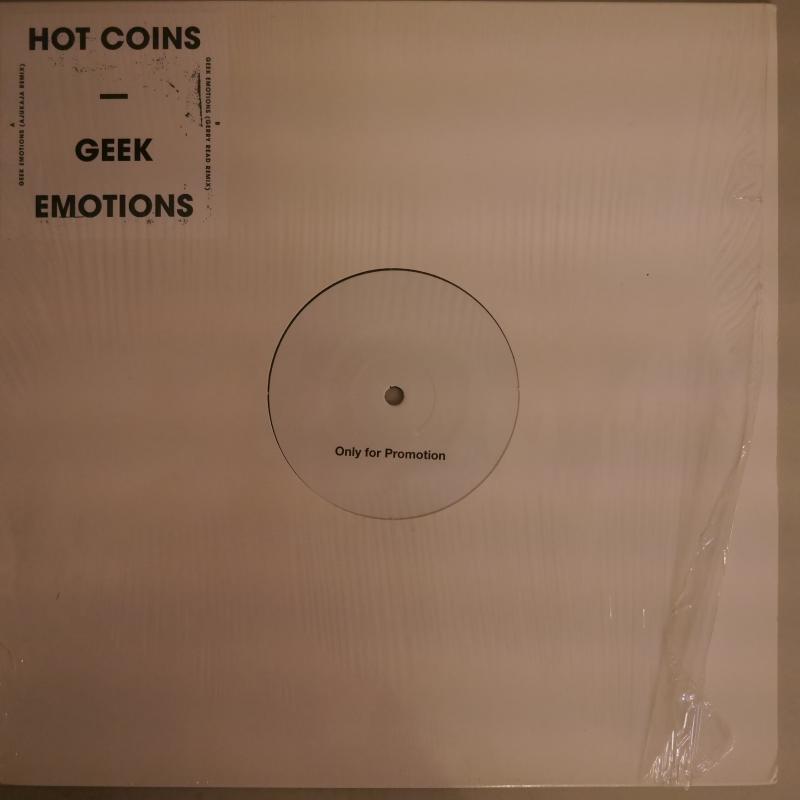 HOT COINS
—
GEEK
EMOTIONS
A
GEEK EMOTIONS (AJUKAJA REMIX)
B
GEEK EMOTIONS (GERRY READ REMIX)
Only for Promotion